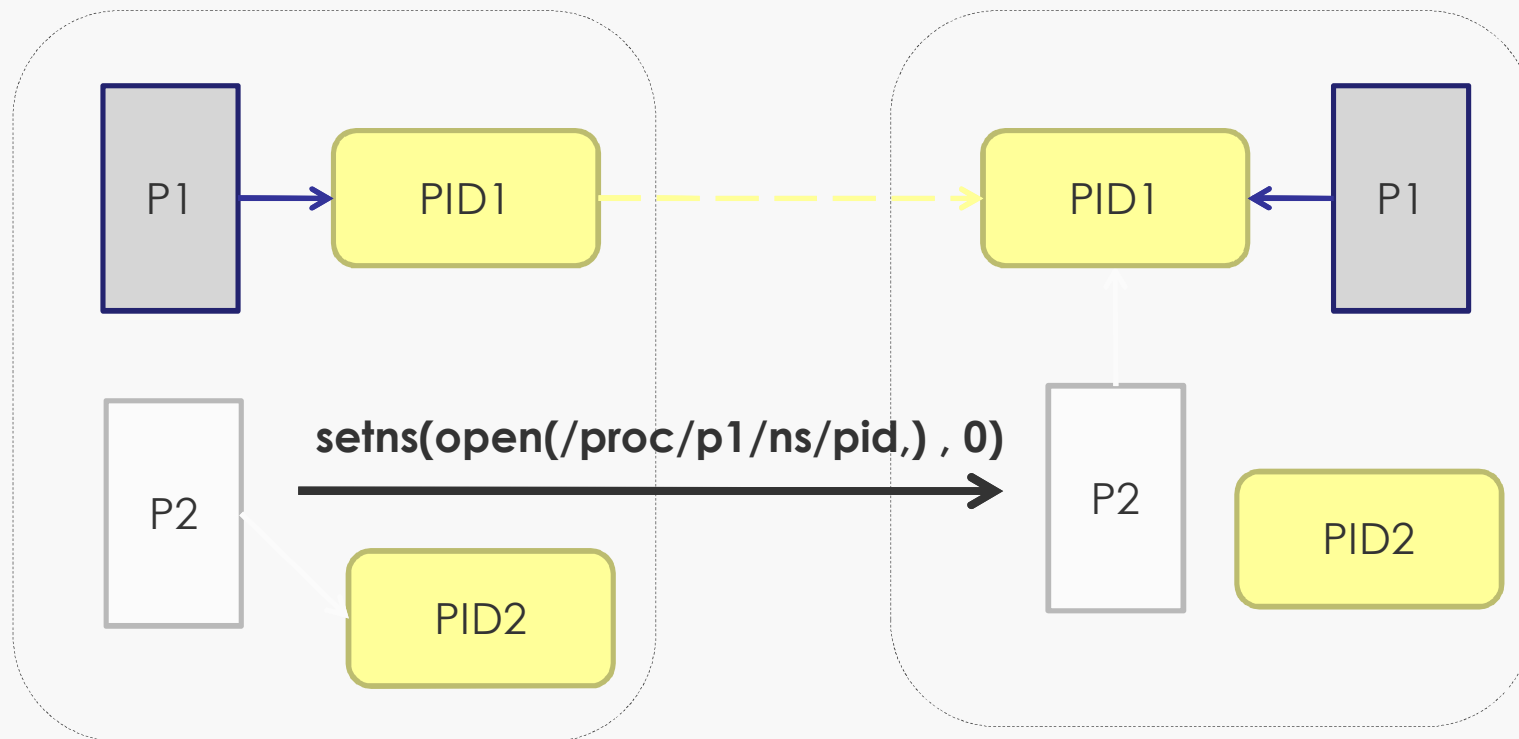 P1
PID1
PID1
P1
setns(open(/proc/p1/ns/pid,) , 0)
P2
P2
PID2
PID2